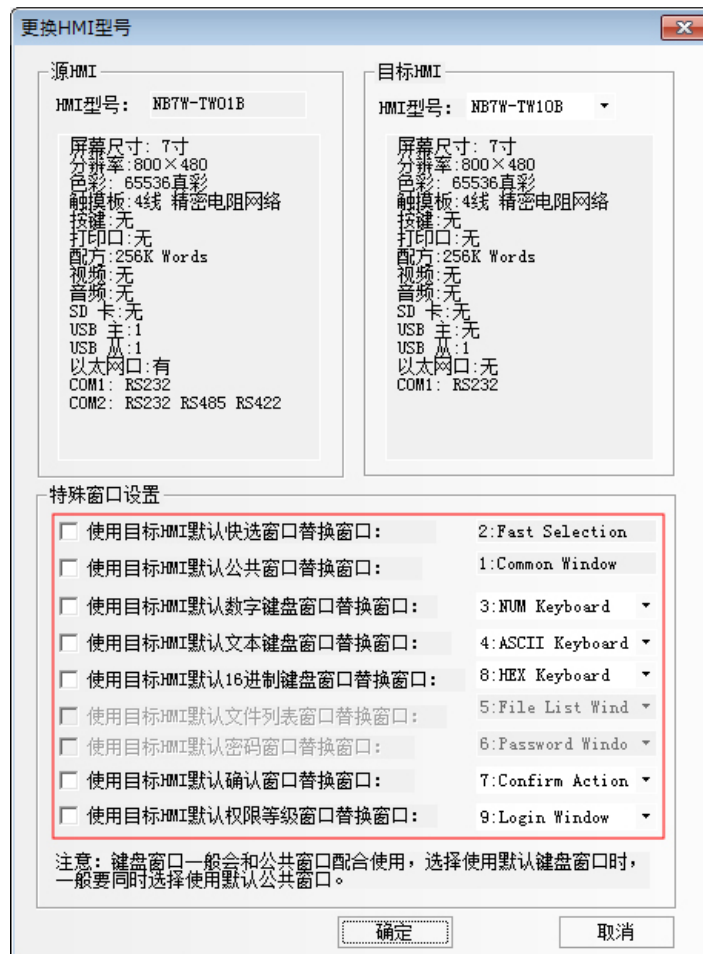 更换HMI型号
源HMI
HMI型号: NB7W-TW01B
屏幕尺寸: 7寸
分辨率:800×480
色彩: 65536真彩
触摸板:4线 精密电阻网络
按键:无
打印口:无
配方:256K Words
视频:无
音频:无
SD 卡:无
USB 主:1
USB 从:1
以太网口:有
COM1: RS232
COM2: RS232 RS485 RS422
目标HMI
HMI型号: NB7W-TW10B
屏幕尺寸: 7寸
分辨率:800×480
色彩: 65536真彩
触摸板:4线 精密电阻网络
按键:无
打印口:无
配方:256K Words
视频:无
音频:无
SD 卡:无
USB 主:无
USB 从:1
以太网口:无
COM1: RS232
特殊窗口设置
使用目标HMI默认快选窗口替换窗口: 2:Fast Selection
使用目标HMI默认公共窗口替换窗口: 1:Common Window
使用目标HMI默认数字键盘窗口替换窗口: 3:NUM Keyboard
使用目标HMI默认文本键盘窗口替换窗口: 4:ASCII Keyboard
使用目标HMI默认16进制键盘窗口替换窗口: 8:HEX Keyboard
使用目标HMI默认文件列表窗口替换窗口: 5:File List Wind
使用目标HMI默认密码窗口替换窗口: 6:Password Windo
使用目标HMI默认确认窗口替换窗口: 7:Confirm Action
使用目标HMI默认权限等级窗口替换窗口: 9:Login Window
注意: 键盘窗口一般会和公共窗口配合使用，选择使用默认键盘窗口时，
一般要同时选择使用默认公共窗口。
确定 取消